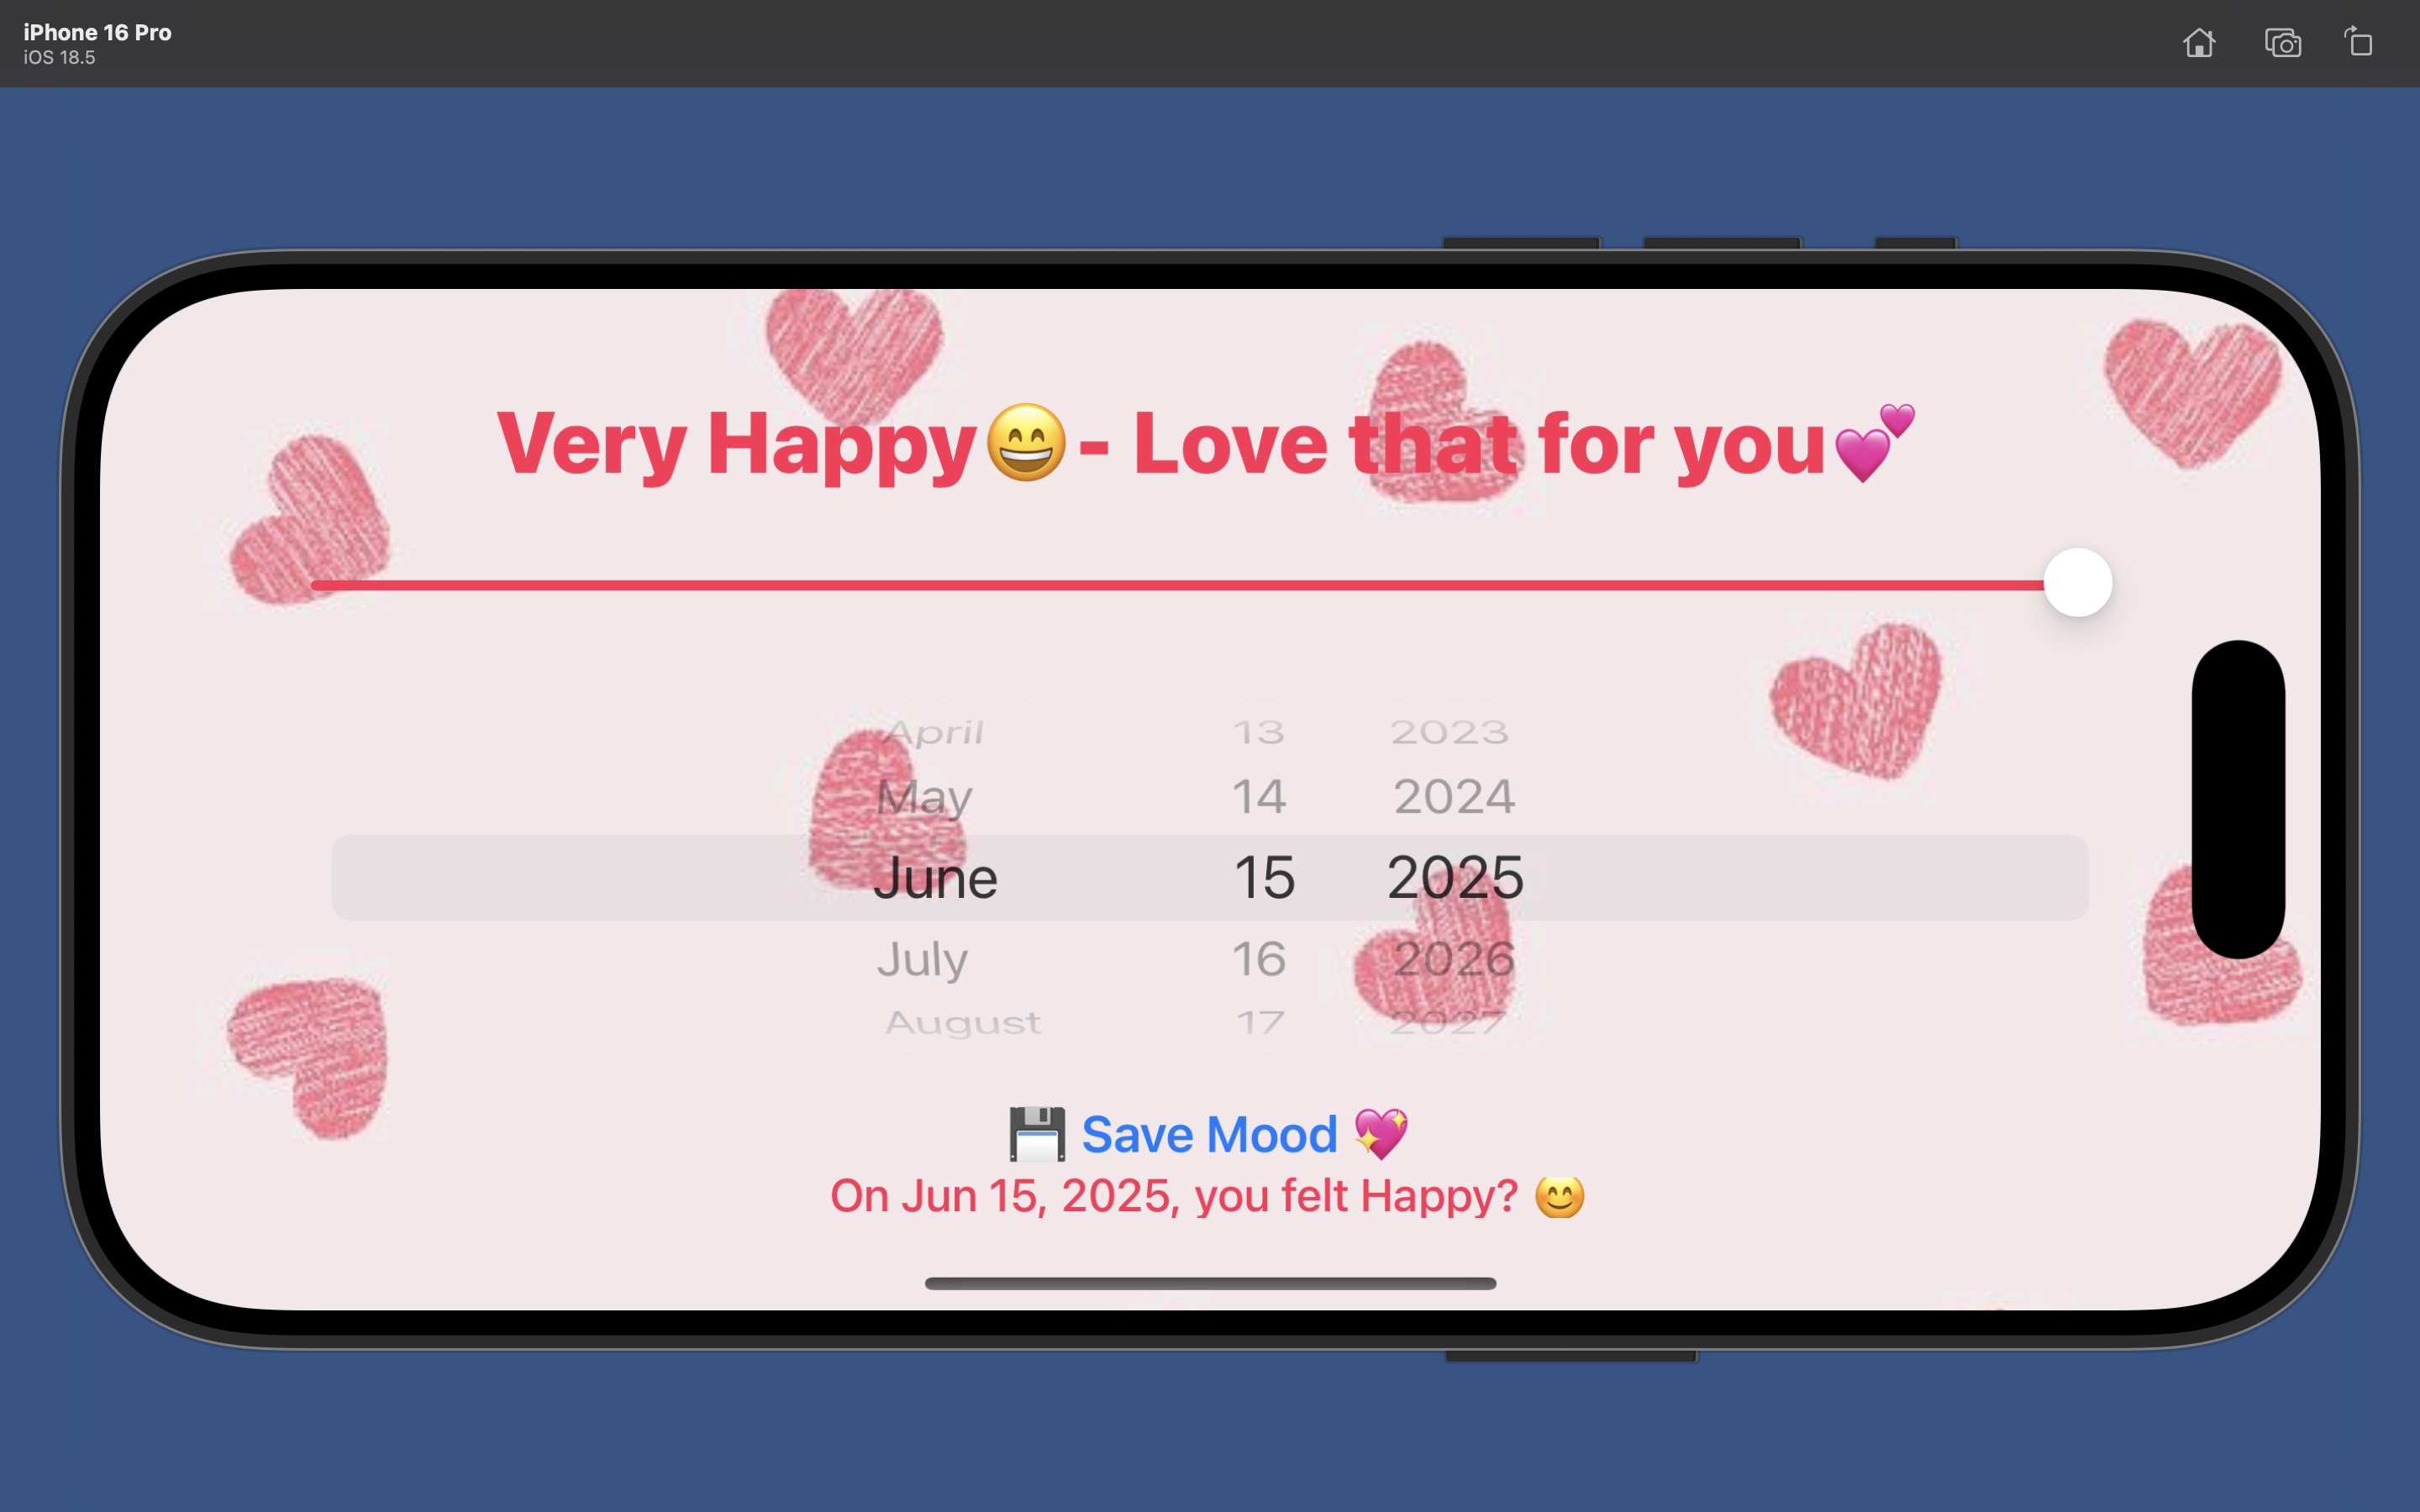 iPhone 16 Pro
iOS 18.5
Very Happy😄- Love that for you💕
April 13 2023
May 14 2024
June 15 2025
July 16 2026
August 17 2027
💾 Save Mood 💖
On Jun 15, 2025, you felt Happy? 😊